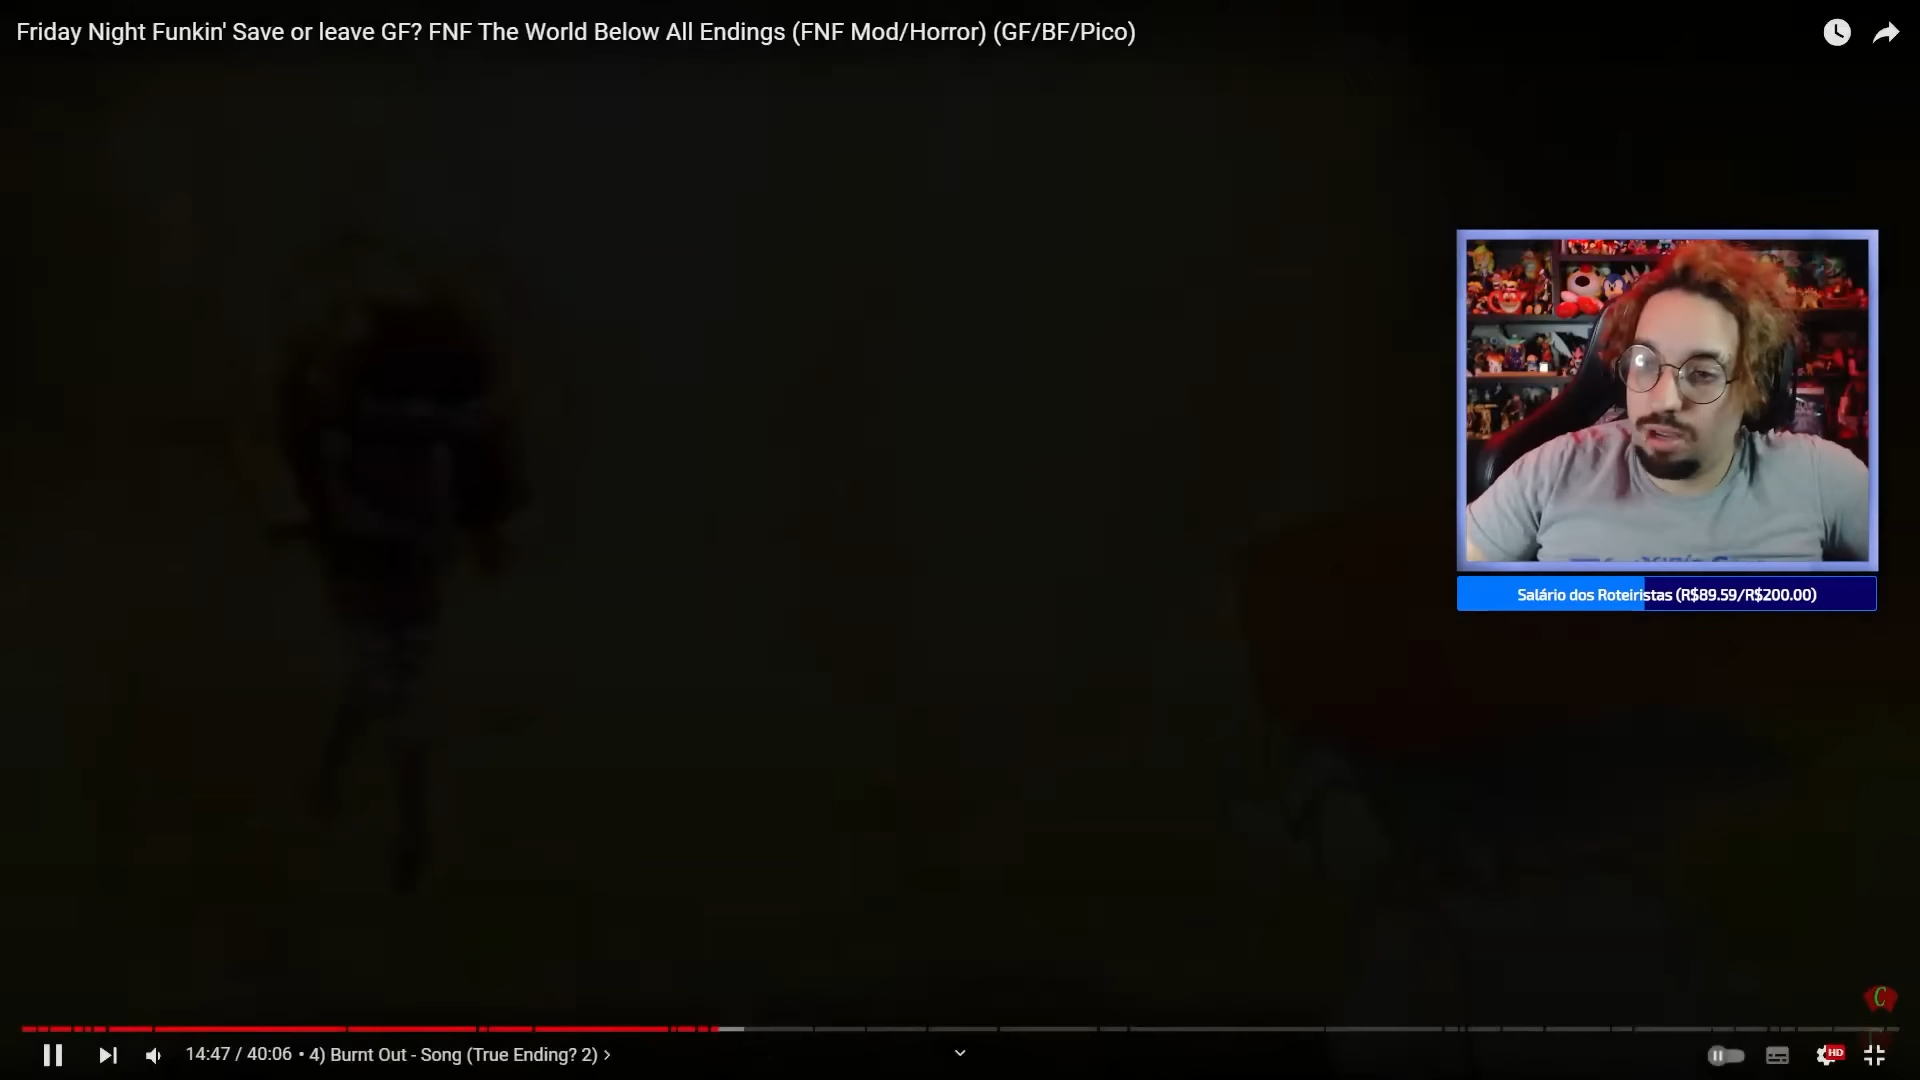 Friday Night Funkin' Save or leave GF? FNF The World Below All Endings (FNF Mod/Horror) (GF/BF/Pico)
Salário dos Roteiristas (R$89.59/R$200.00)
C
14:47 / 40:06 • 4) Burnt Out - Song (True Ending? 2) ›
HD